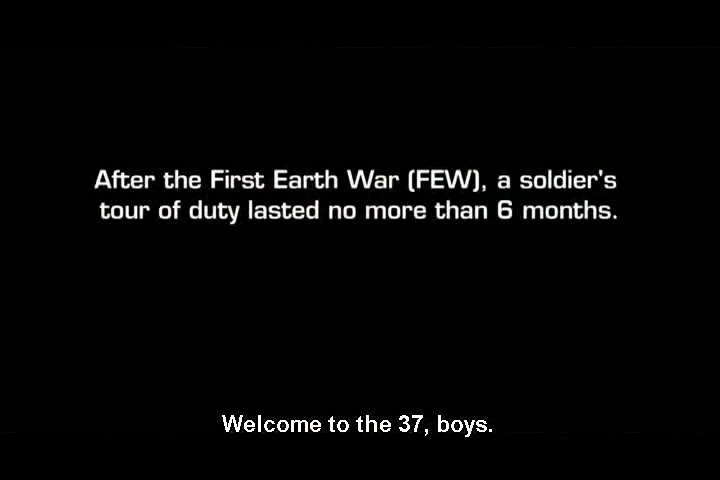 After the First Earth War (FEW), a soldier's
tour of duty lasted no more than 6 months.
Welcome to the 37, boys.